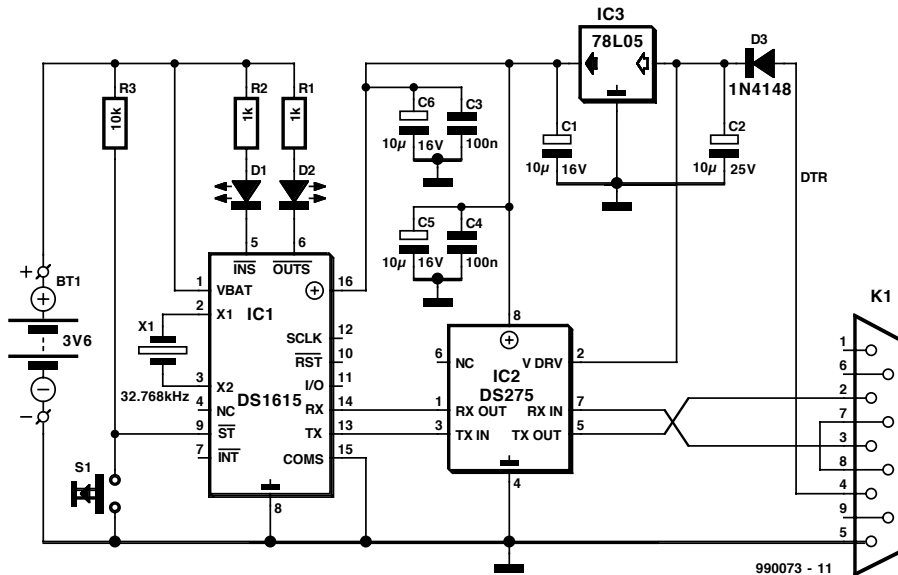 IC3
78L05
D3
1N4148
R3
10k
R2
1k
R1
1k
C6
10µ
16V
C3
100n
C1
10µ
16V
C2
10µ
25V
DTR
D1
D2
C5
10µ
16V
C4
100n
5
6
INS
OUTS
+
BT1
3V6
–
1
VBAT
16
2
X1
IC1
X1
SCLK
12
RST
10
3
X2
I/O
11
32.768kHz
4
NC
DS1615
RX
14
9
ST
TX
13
7
INT
COMS
15
8
S1
8
6
NC
V DRV
2
IC2
DS275
1
RX OUT
RX IN
7
3
TX IN
TX OUT
5
4
K1
1
6
2
7
3
8
4
9
5
990073 - 11